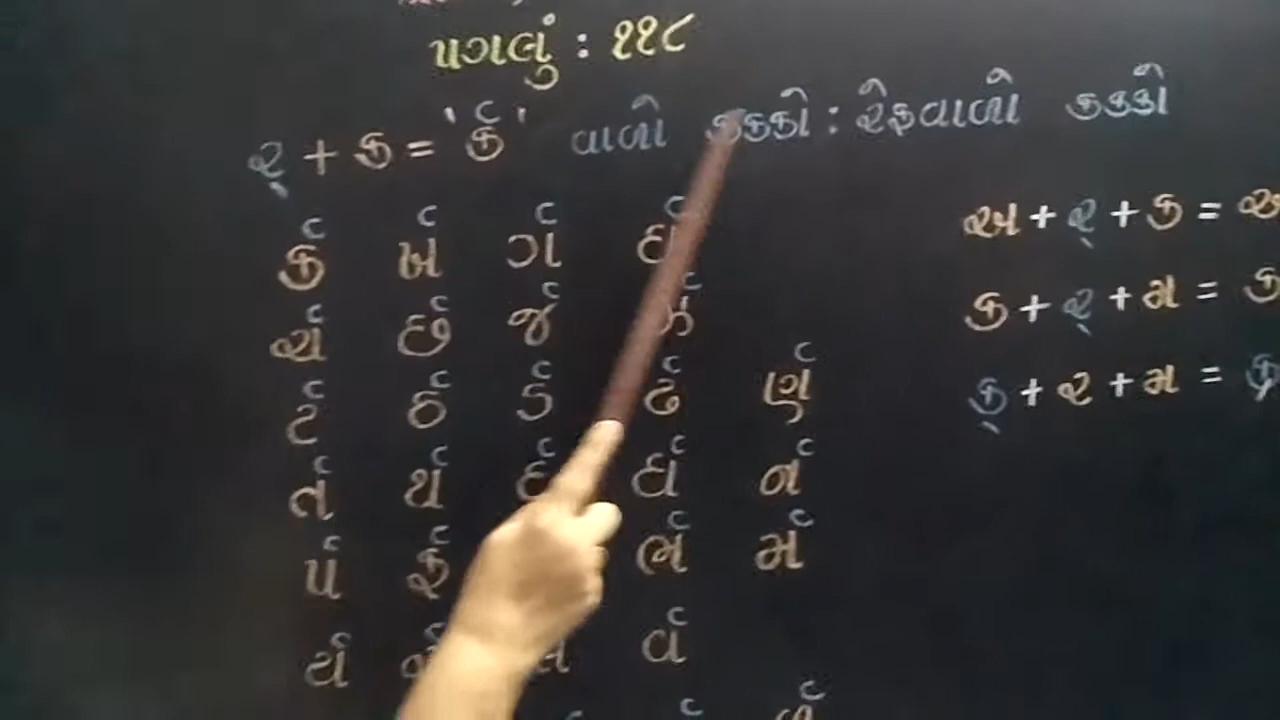 પગલું : ૧૧૮
ર્ + ક = 'ર્ક' વાળો કક્કો : રેફવાળો કક્કો
ર્ક ર્ખ ર્ગ ર્ઘ
ર્ચ ર્છ ર્જ ર્ઝ
ર્ટ ર્ઠ ર્ડ ર્ઢ ર્ણ
ર્ત ર્થ ર્દ ર્ધ ર્ન
ર્પ ર્ફ ર્ભ ર્મ
ર્ય ર્વ
અ + ર્ + ક =
ક + ર્ + મ =
ક્ + ર + મ =